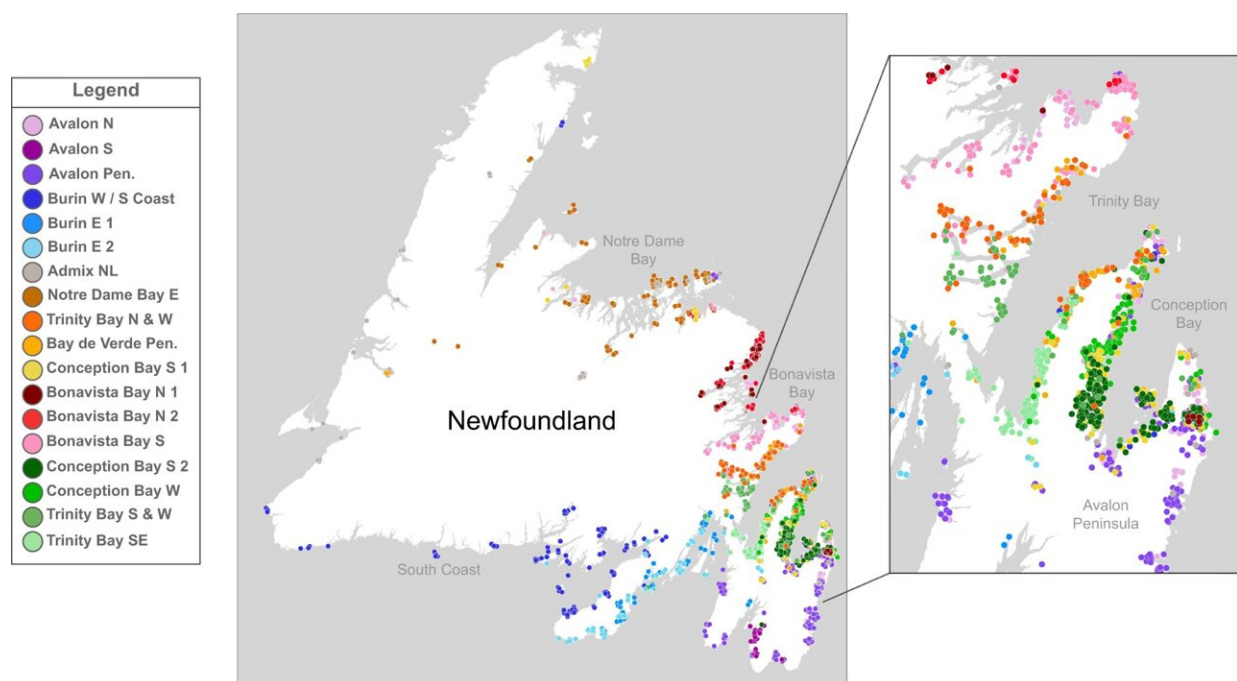 Legend
Avalon N
Avalon S
Avalon Pen.
Burin W / S Coast
Burin E 1
Burin E 2
Admix NL
Notre Dame Bay E
Trinity Bay N & W
Bay de Verde Pen.
Conception Bay S 1
Bonavista Bay N 1
Bonavista Bay N 2
Bonavista Bay S
Conception Bay S 2
Conception Bay W
Trinity Bay S & W
Trinity Bay SE
Notre Dame
Bay
Bonavista
Bay
Newfoundland
South Coast
Trinity Bay
Conception
Bay
Avalon
Peninsula